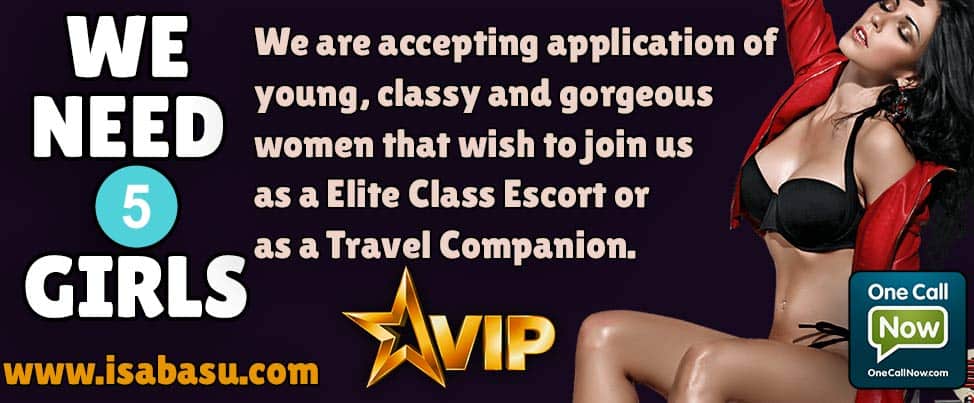 WE
NEED
5
GIRLS
www.isabasu.com
We are accepting application of
young, classy and gorgeous
women that wish to join us
as a Elite Class Escort or
as a Travel Companion.
VIP
One Call
Now
OneCallNow.com